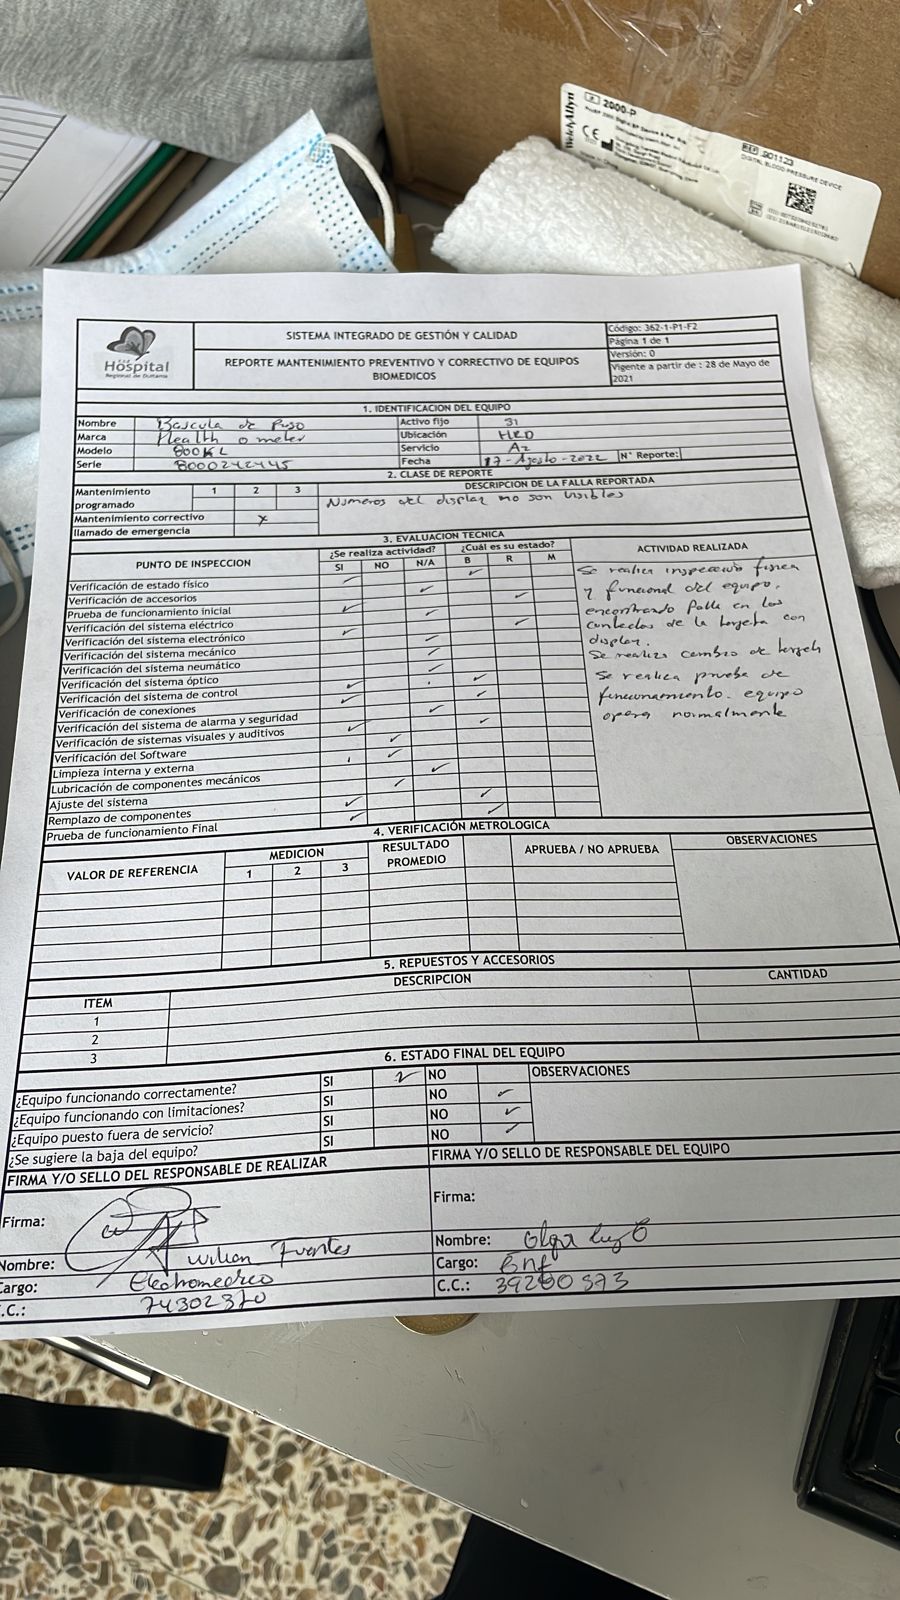 WelchAllyn
2000-P
CE
REF 901123
DIGITAL BLOOD PRESSURE DEVICE
Hospital
Regional de Duitama
SISTEMA INTEGRADO DE GESTIÓN Y CALIDAD
REPORTE MANTENIMIENTO PREVENTIVO Y CORRECTIVO DE EQUIPOS
BIOMEDICOS
Código: 362-1-P1-F2
Página 1 de 1
Versión: 0
Vigente a partir de : 28 de Mayo de
2021
1. IDENTIFICACION DEL EQUIPO
Nombre Bascula de Piso Activo fijo 31
Marca Health o meter Ubicación HRD
Modelo 800KL Servicio
Serie 8000242445 Fecha 17-Agosto-2022 N° Reporte:
2. CLASE DE REPORTE
Mantenimiento
programado 1 2 3
DESCRIPCION DE LA FALLA REPORTADA
Numeros del display no son visibles
Mantenimiento correctivo x
llamado de emergencia
3. EVALUACION TECNICA
PUNTO DE INSPECCION
¿Se realiza actividad? ¿Cuál es su estado?
SI NO N/A B R M
ACTIVIDAD REALIZADA
Verificación de estado físico
Verificación de accesorios
Prueba de funcionamiento inicial
Verificación del sistema eléctrico
Verificación del sistema electrónico
Verificación del sistema mecánico
Verificación del sistema neumático
Verificación del sistema óptico
Verificación del sistema de control
Verificación de conexiones
Verificación del sistema de alarma y seguridad
Verificación de sistemas visuales y auditivos
Verificación del Software
Limpieza interna y externa
Lubricación de componentes mecánicos
Ajuste del sistema
Remplazo de componentes
Prueba de funcionamiento Final
Se realiza inspección física
y funcional del equipo,
encontrando falla en los
contactos de la tarjeta con
display.
Se realiza cambio de tarjeta
Se realiza prueba de
funcionamiento. equipo
opera normalmente
4. VERIFICACIÓN METROLOGICA
VALOR DE REFERENCIA
MEDICION
1 2 3
RESULTADO
PROMEDIO
APRUEBA / NO APRUEBA
OBSERVACIONES
5. REPUESTOS Y ACCESORIOS
ITEM DESCRIPCION CANTIDAD
1
2
3
6. ESTADO FINAL DEL EQUIPO
¿Equipo funcionando correctamente? SI NO
¿Equipo funcionando con limitaciones? SI NO
¿Equipo puesto fuera de servicio? SI NO
¿Se sugiere la baja del equipo? SI NO
OBSERVACIONES
FIRMA Y/O SELLO DEL RESPONSABLE DE REALIZAR
Firma:
Nombre: Wilson Fuentes
Cargo: Electromedico
C.C.: 74302370
FIRMA Y/O SELLO DE RESPONSABLE DEL EQUIPO
Firma:
Nombre: Olga Luz
Cargo: Enf
C.C.: